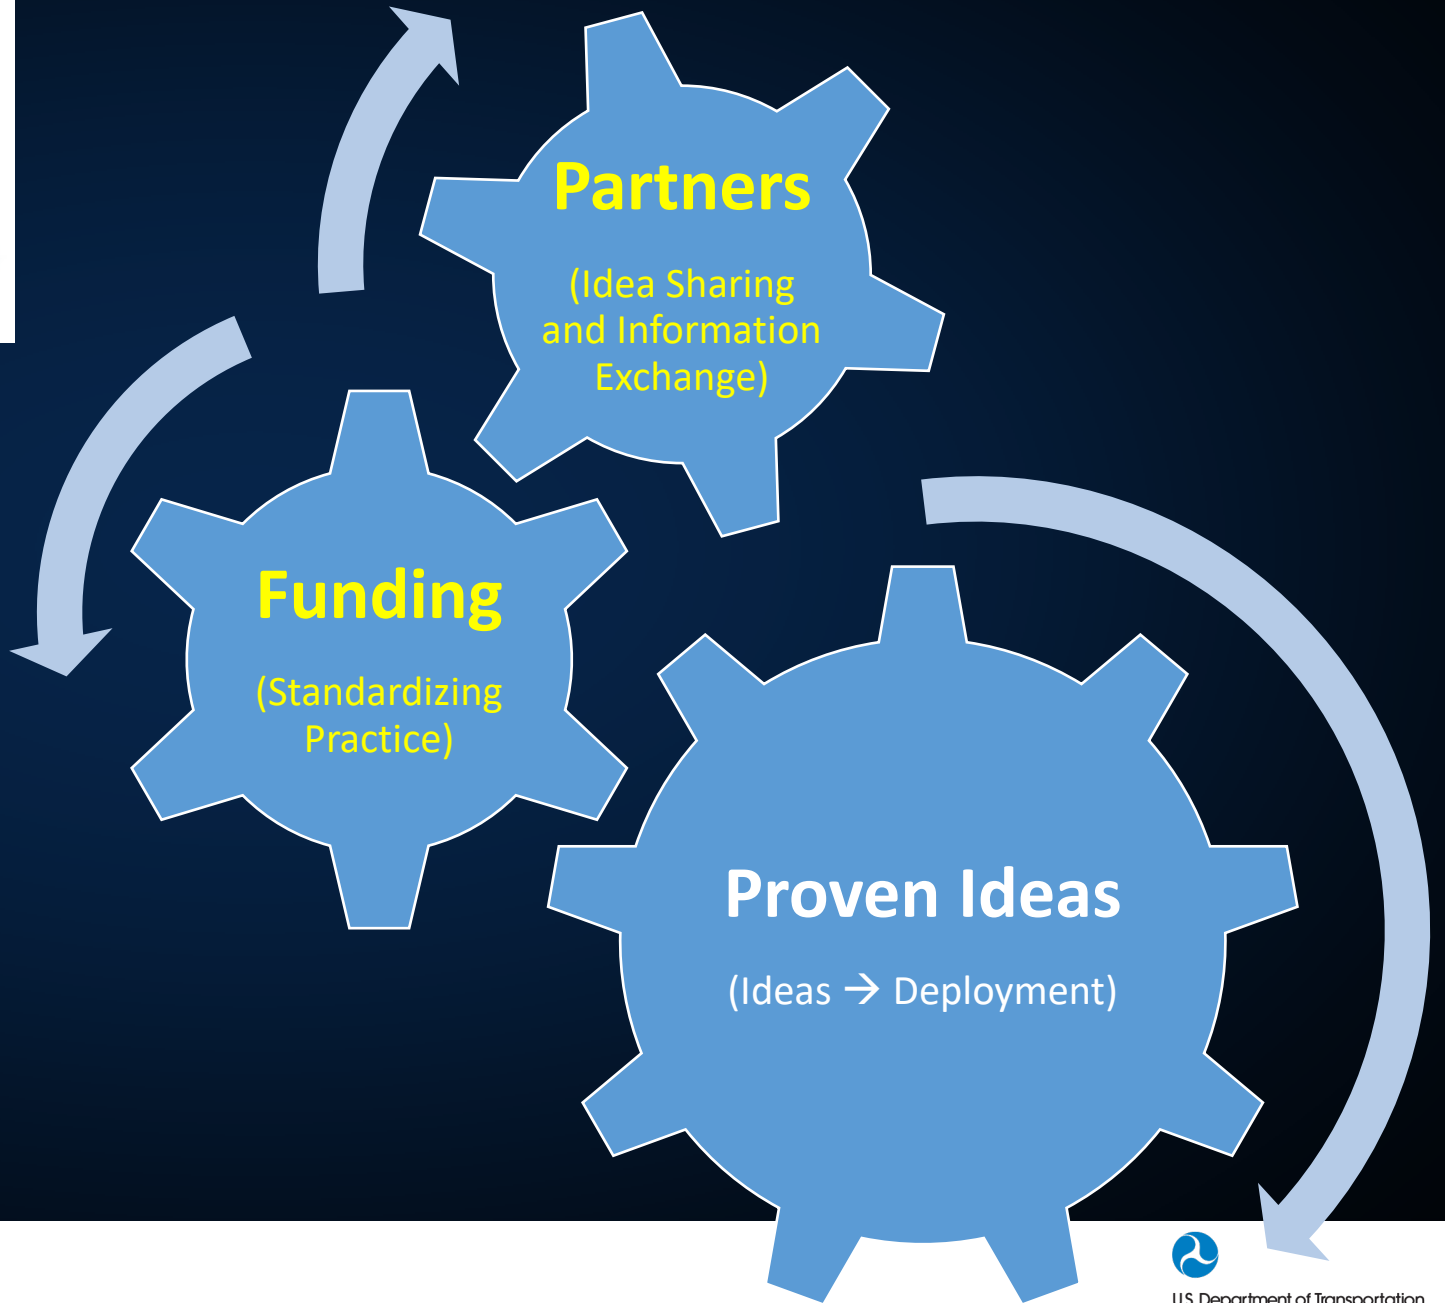 Partners
(Idea Sharing
and Information
Exchange)
Funding
(Standardizing
Practice)
Proven Ideas
(Ideas → Deployment)
U.S. Department of Transportation